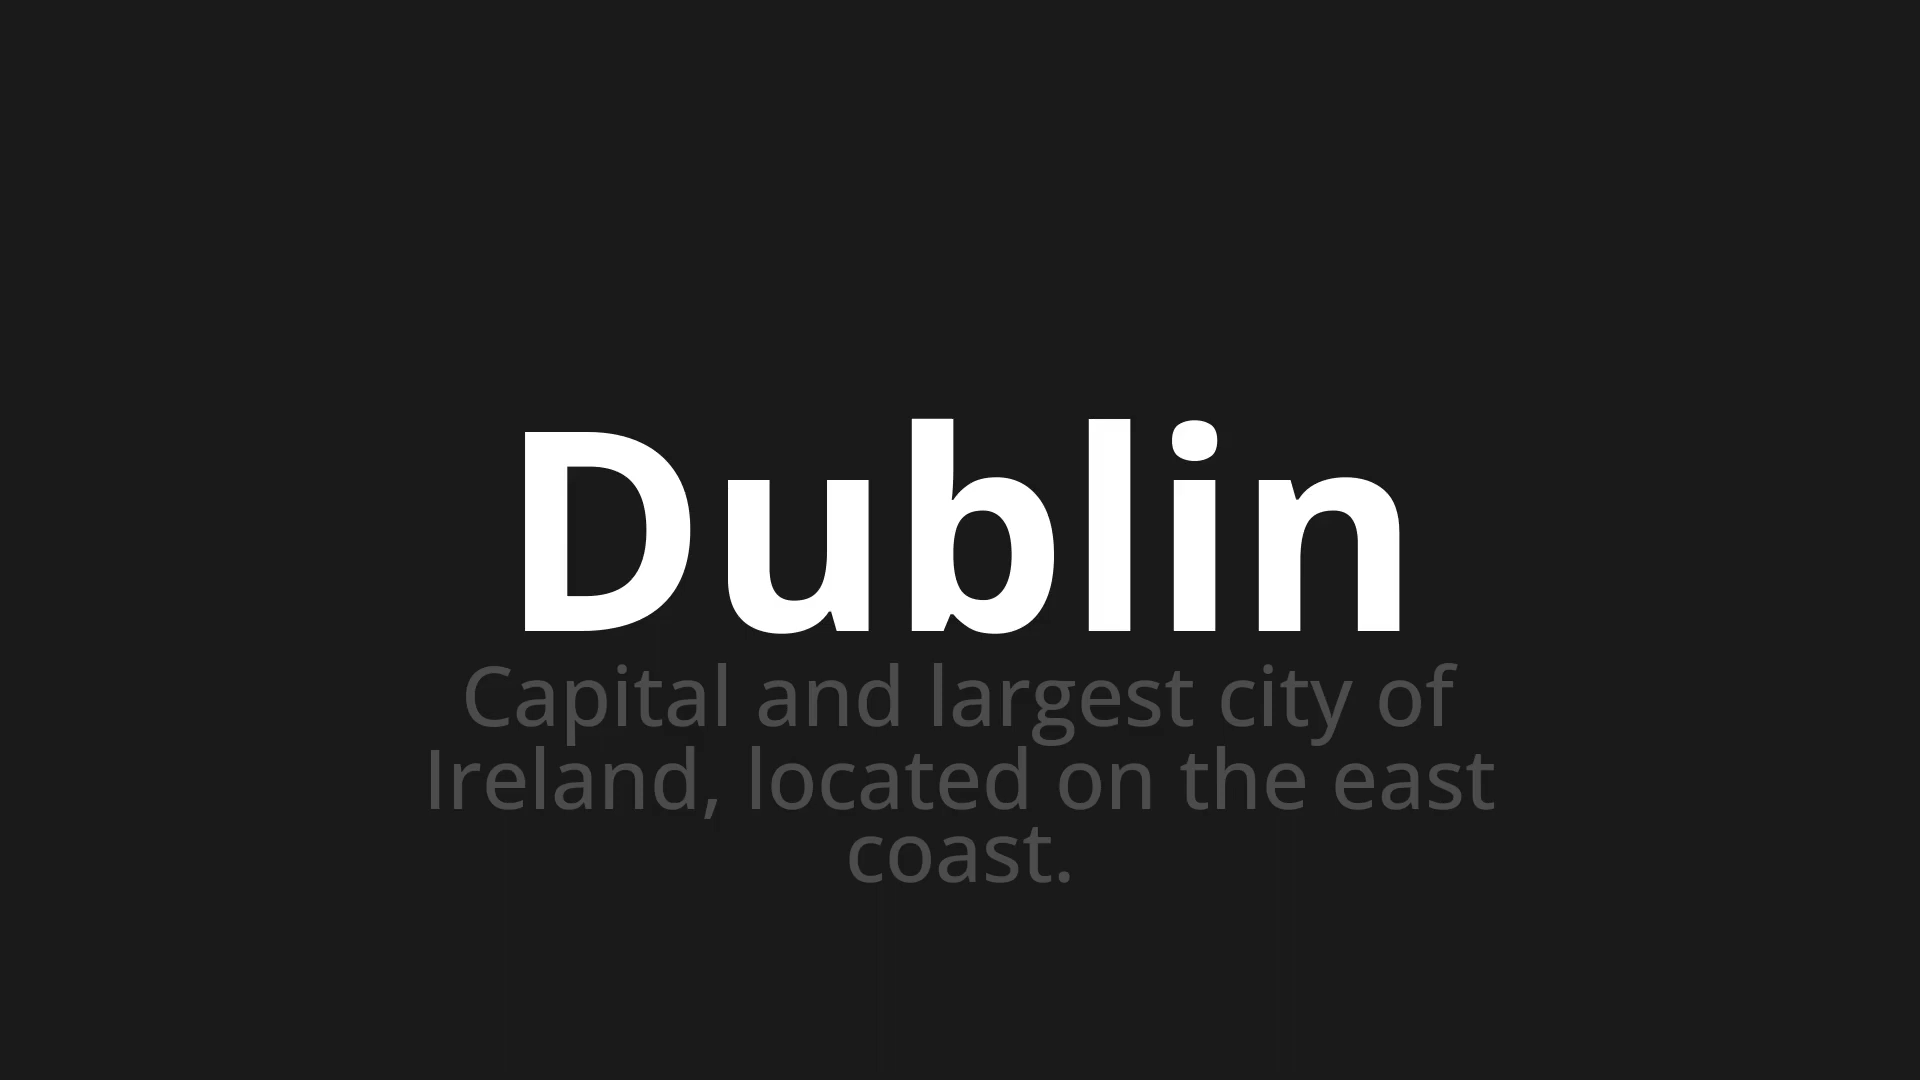 Dublin
Capital and largest city of
Ireland, located on the east
coast.